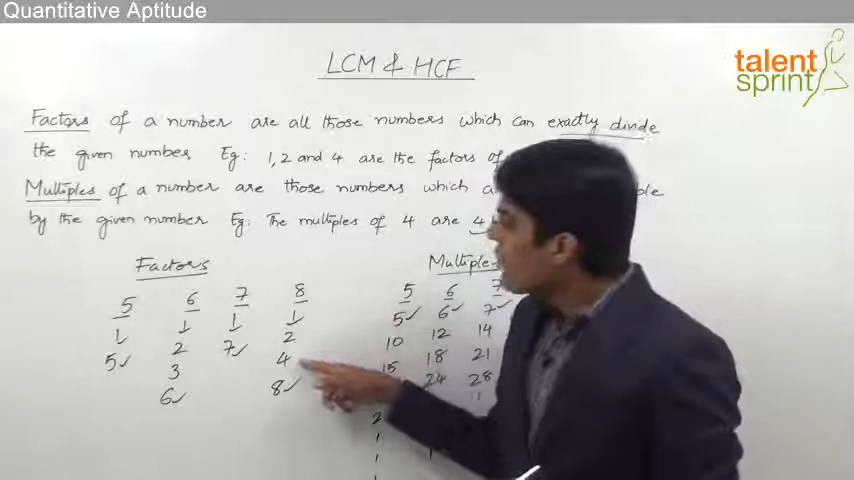 Quantitative Aptitude
talent
sprint
LCM & HCF
Factors of a number are all those numbers which can exactly divide
the given number Eg: 1, 2 and 4 are the factors of
Multiples of a number are those numbers which
by the given number Eg: The multiples of 4 are 4
Factors
Multiples
5 6 7 8
1 1 1 1
5✓ 2 7✓ 2
3 4
6✓ 8✓
5 6 7
5✓ 6✓ 7✓
10 12 14
15 18 21
24 28
2